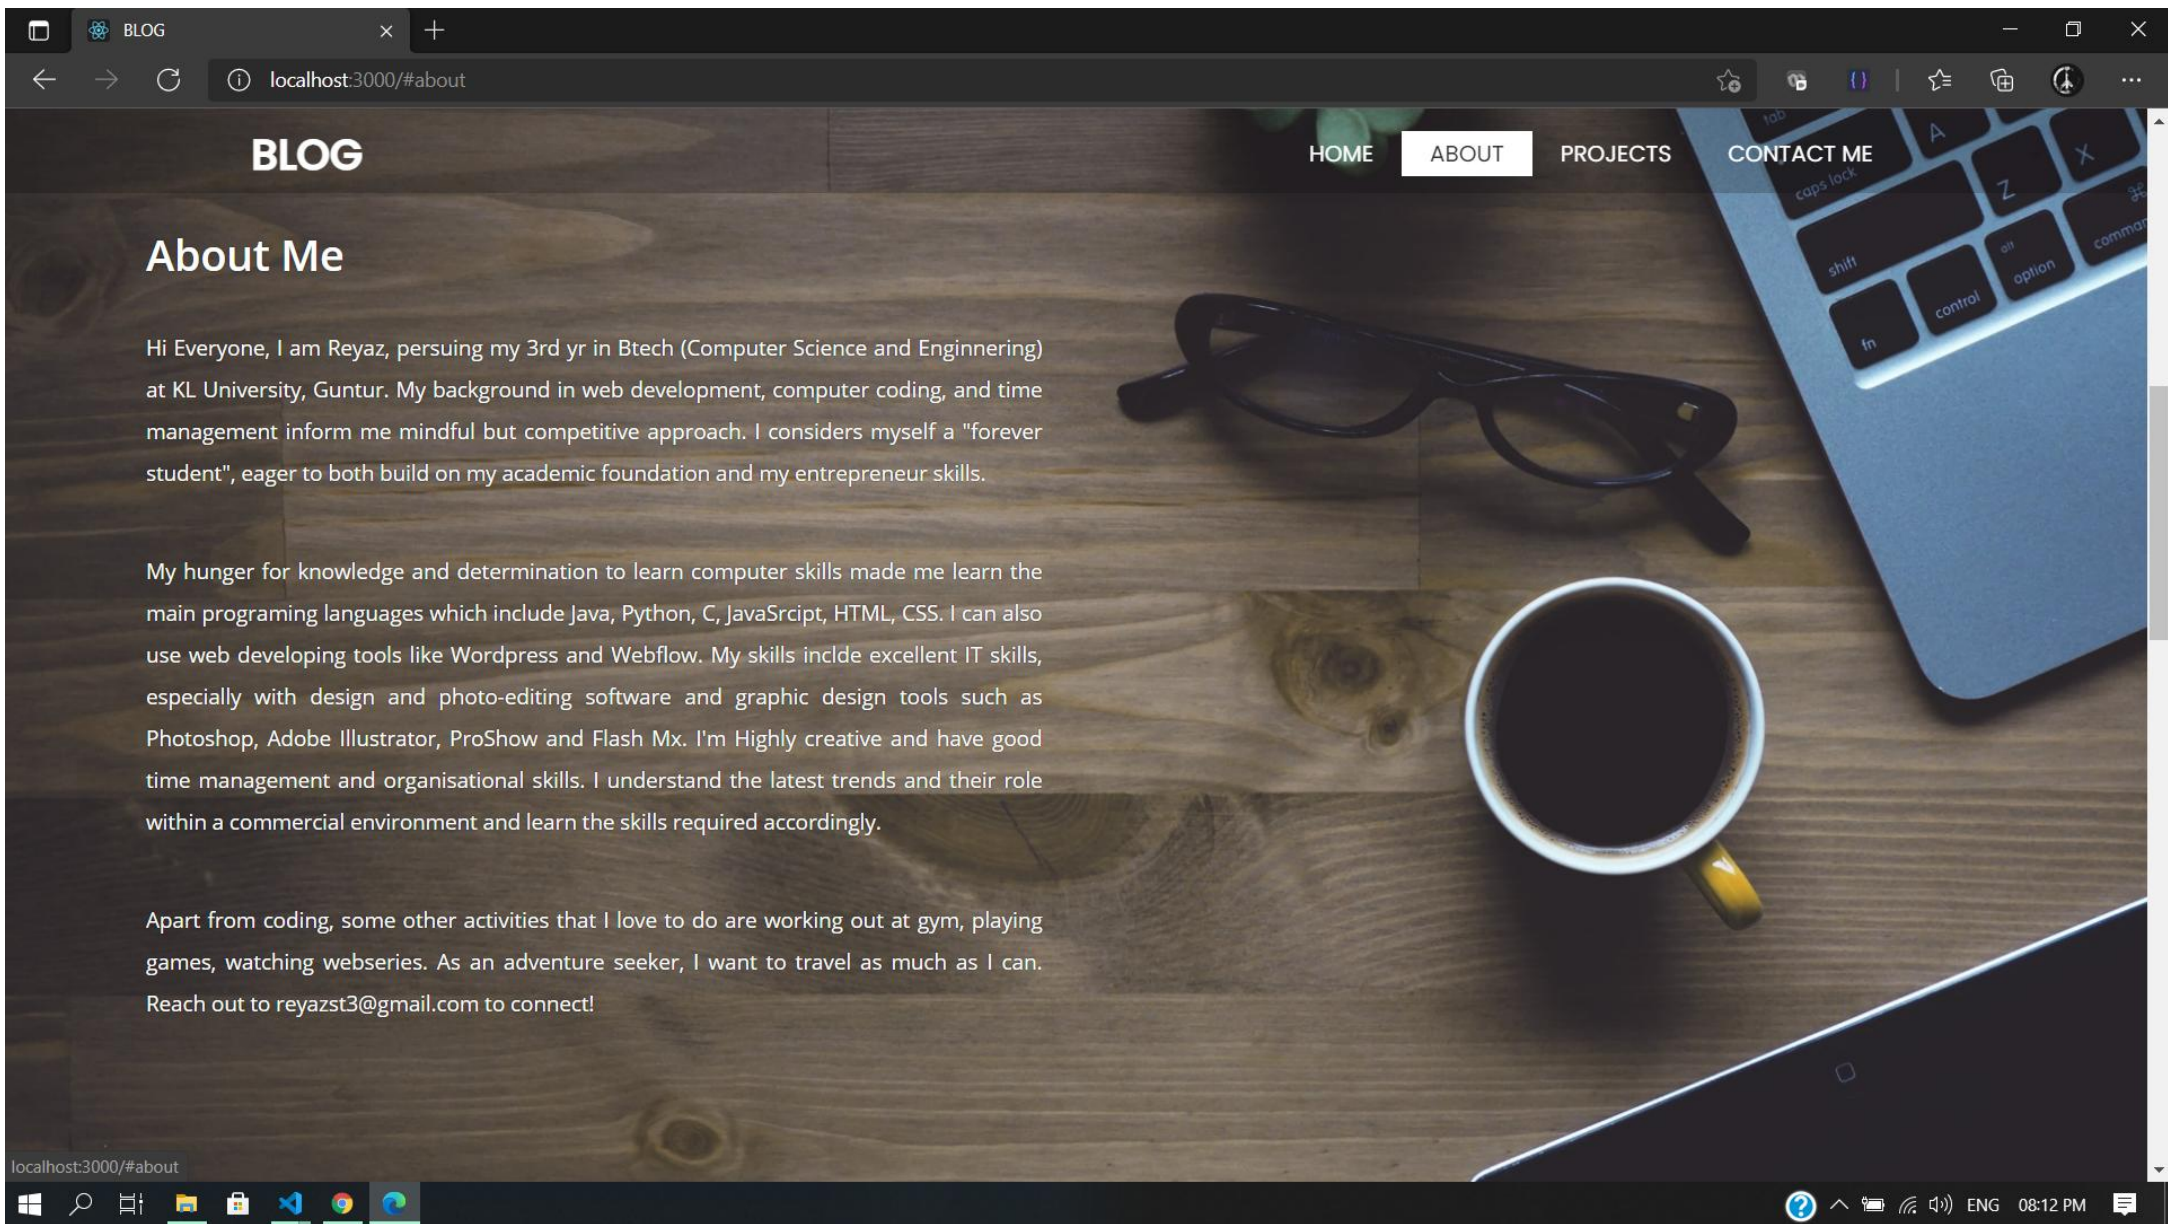 BLOG
localhost:3000/#about
BLOG
HOME
ABOUT
PROJECTS
CONTACT ME
tab
caps lock
A
Z
X
⌘
shift
alt
option
command
fn
control
About Me
Hi Everyone, I am Reyaz, persuing my 3rd yr in Btech (Computer Science and Enginnering)
at KL University, Guntur. My background in web development, computer coding, and time
management inform me mindful but competitive approach. I considers myself a "forever
student", eager to both build on my academic foundation and my entrepreneur skills.
My hunger for knowledge and determination to learn computer skills made me learn the
main programing languages which include Java, Python, C, JavaSrcipt, HTML, CSS. I can also
use web developing tools like Wordpress and Webflow. My skills inclde excellent IT skills,
especially with design and photo-editing software and graphic design tools such as
Photoshop, Adobe Illustrator, ProShow and Flash Mx. I'm Highly creative and have good
time management and organisational skills. I understand the latest trends and their role
within a commercial environment and learn the skills required accordingly.
Apart from coding, some other activities that I love to do are working out at gym, playing
games, watching webseries. As an adventure seeker, I want to travel as much as I can.
Reach out to reyazst3@gmail.com to connect!
localhost:3000/#about
ENG
08:12 PM